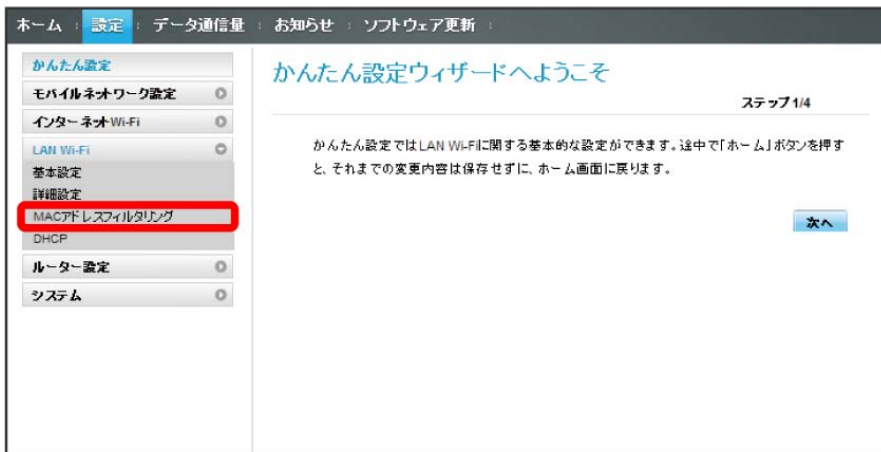 ホーム : 設定 : データ通信量 : お知らせ : ソフトウェア更新 :
かんたん設定
モバイルネットワーク設定
インターネットWi-Fi
LAN Wi-Fi
基本設定
詳細設定
MACアドレスフィルタリング
DHCP
ルーター設定
システム
かんたん設定ウィザードへようこそ
ステップ1/4
かんたん設定ではLAN Wi-Fiに関する基本的な設定ができます。途中で「ホーム」ボタンを押す
と、それまでの変更内容は保存せずに、ホーム画面に戻ります。
次へ